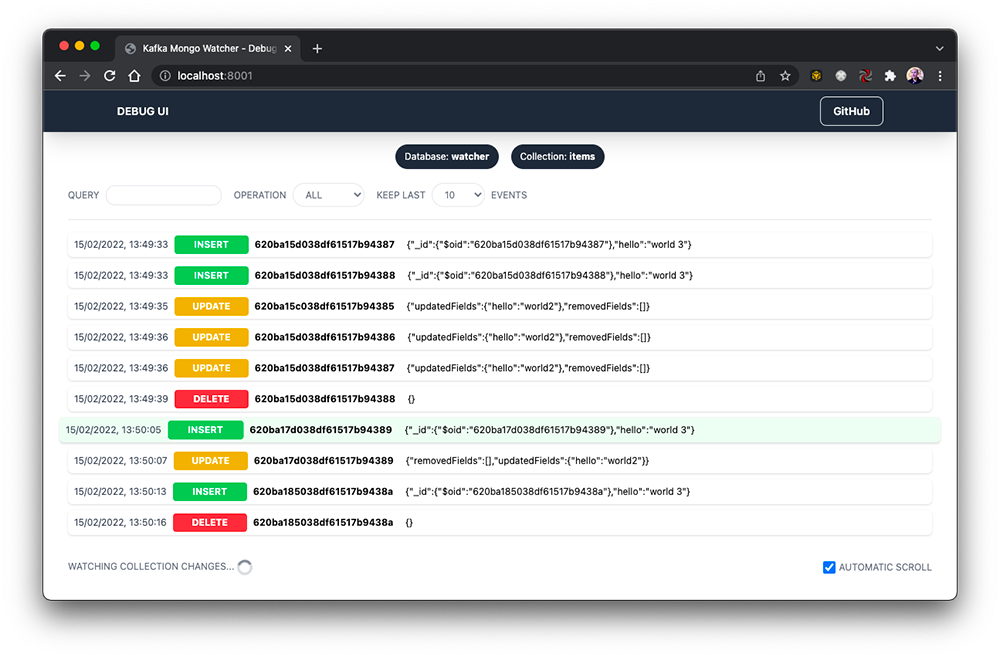 Kafka Mongo Watcher - Debug
localhost:8001
DEBUG UI
GitHub
Database: watcher
Collection: items
QUERY OPERATION ALL KEEP LAST 10 EVENTS
15/02/2022, 13:49:33 INSERT 620ba15d038df61517b94387 {"_id":{"$oid":"620ba15d038df61517b94387"},"hello":"world 3"}
15/02/2022, 13:49:33 INSERT 620ba15d038df61517b94388 {"_id":{"$oid":"620ba15d038df61517b94388"},"hello":"world 3"}
15/02/2022, 13:49:35 UPDATE 620ba15c038df61517b94385 {"updatedFields":{"hello":"world2"},"removedFields":[]}
15/02/2022, 13:49:36 UPDATE 620ba15d038df61517b94386 {"updatedFields":{"hello":"world2"},"removedFields":[]}
15/02/2022, 13:49:36 UPDATE 620ba15d038df61517b94387 {"updatedFields":{"hello":"world2"},"removedFields":[]}
15/02/2022, 13:49:39 DELETE 620ba15d038df61517b94388 {}
15/02/2022, 13:50:05 INSERT 620ba17d038df61517b94389 {"_id":{"$oid":"620ba17d038df61517b94389"},"hello":"world 3"}
15/02/2022, 13:50:07 UPDATE 620ba17d038df61517b94389 {"removedFields":[],"updatedFields":{"hello":"world2"}}
15/02/2022, 13:50:13 INSERT 620ba185038df61517b9438a {"_id":{"$oid":"620ba185038df61517b9438a"},"hello":"world 3"}
15/02/2022, 13:50:16 DELETE 620ba185038df61517b9438a {}
WATCHING COLLECTION CHANGES...
AUTOMATIC SCROLL